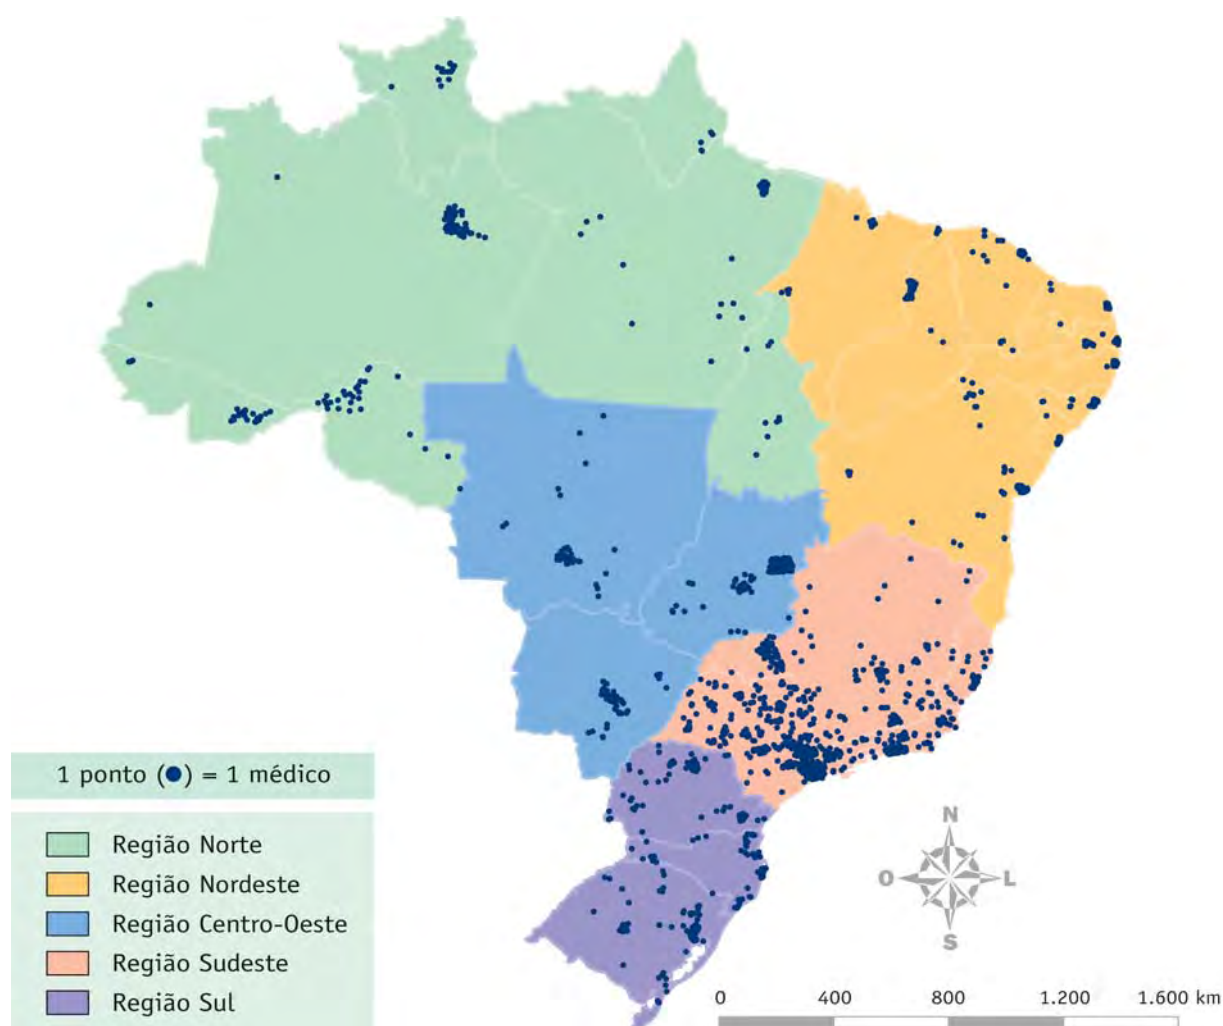 1 ponto (●) = 1 médico
Região Norte
Região Nordeste
Região Centro-Oeste
Região Sudeste
Região Sul
N
O L
S
0 400 800 1.200 1.600 km